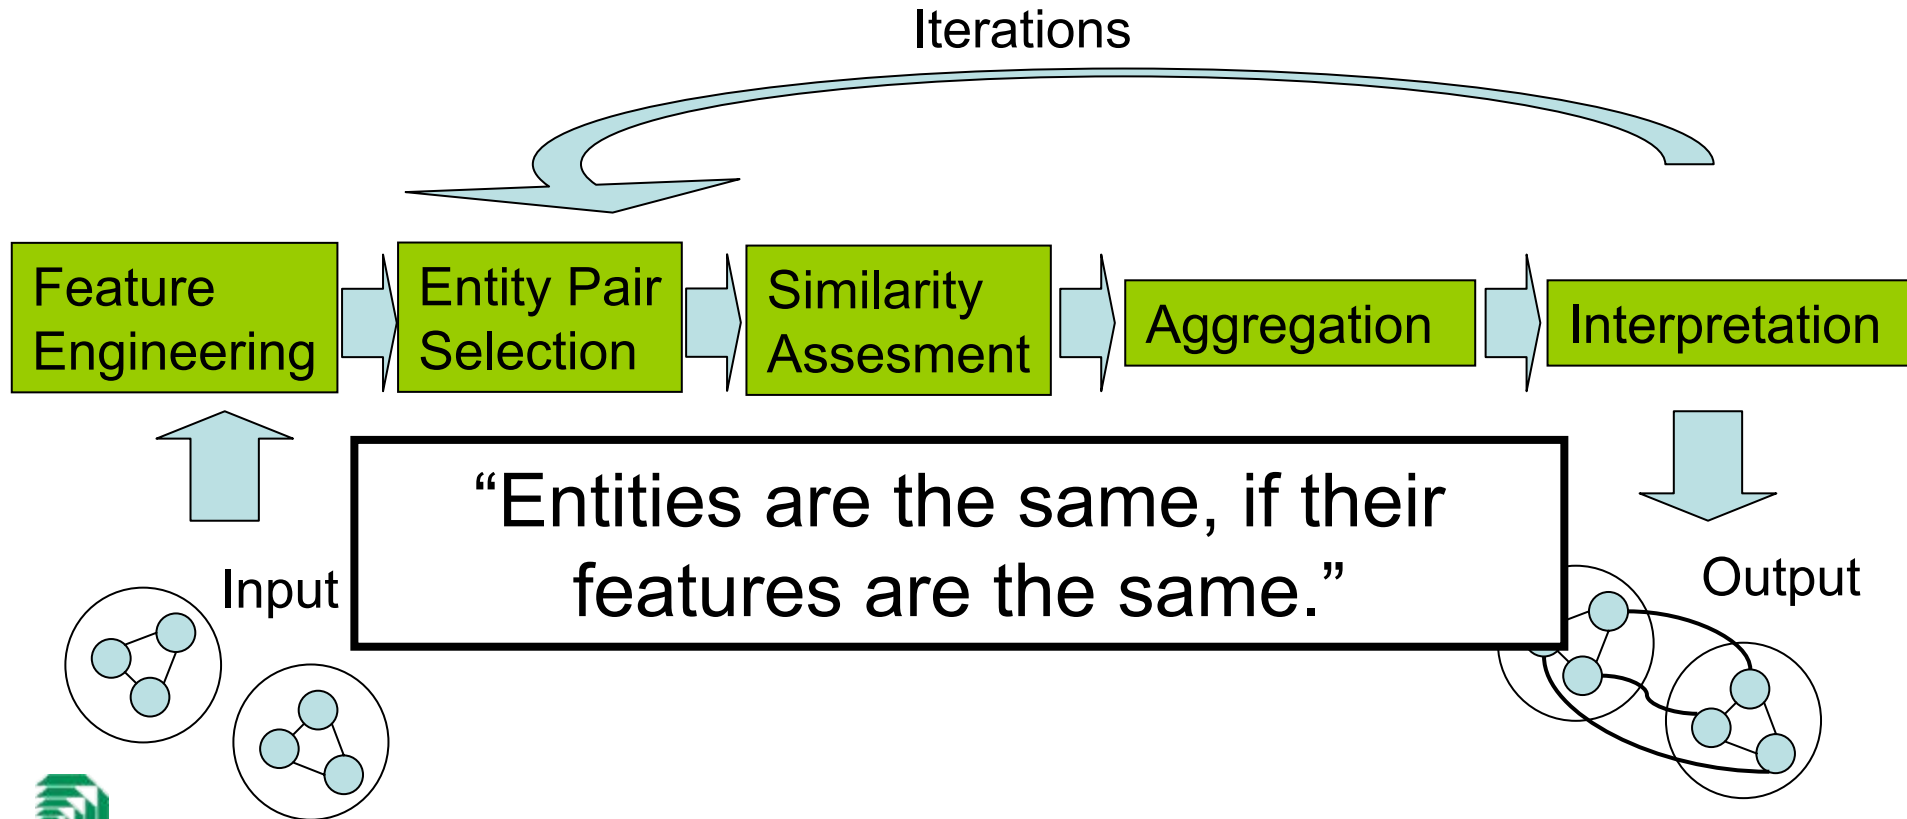 Iterations
Feature
Engineering
Entity Pair
Selection
Similarity
Assesment
Aggregation
Interpretation
“Entities are the same, if their
features are the same.”
Input
Output